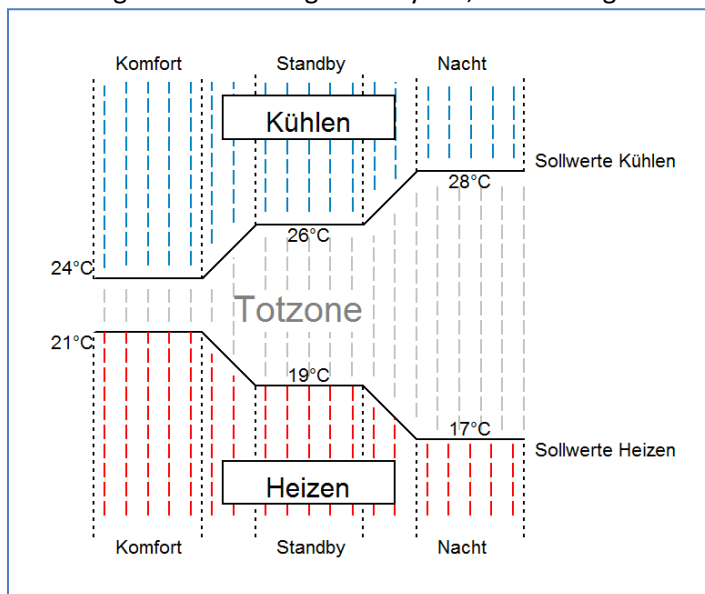 Komfort
Standby
Nacht
Kühlen
Sollwerte Kühlen
28°C
26°C
24°C
Totzone
21°C
19°C
17°C
Sollwerte Heizen
Heizen
Komfort
Standby
Nacht